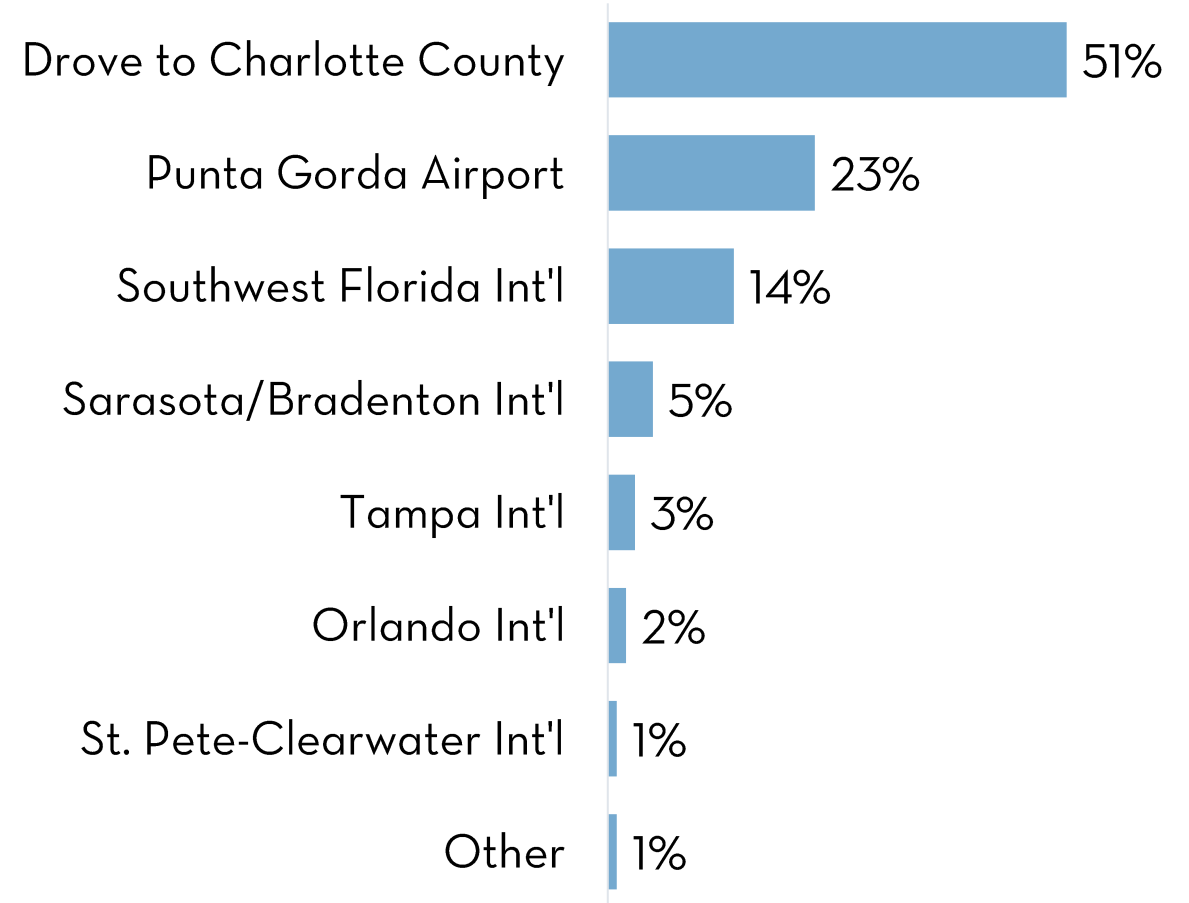 Drove to Charlotte County 51%
Punta Gorda Airport 23%
Southwest Florida Int'l 14%
Sarasota/Bradenton Int'l 5%
Tampa Int'l 3%
Orlando Int'l 2%
St. Pete-Clearwater Int'l 1%
Other 1%